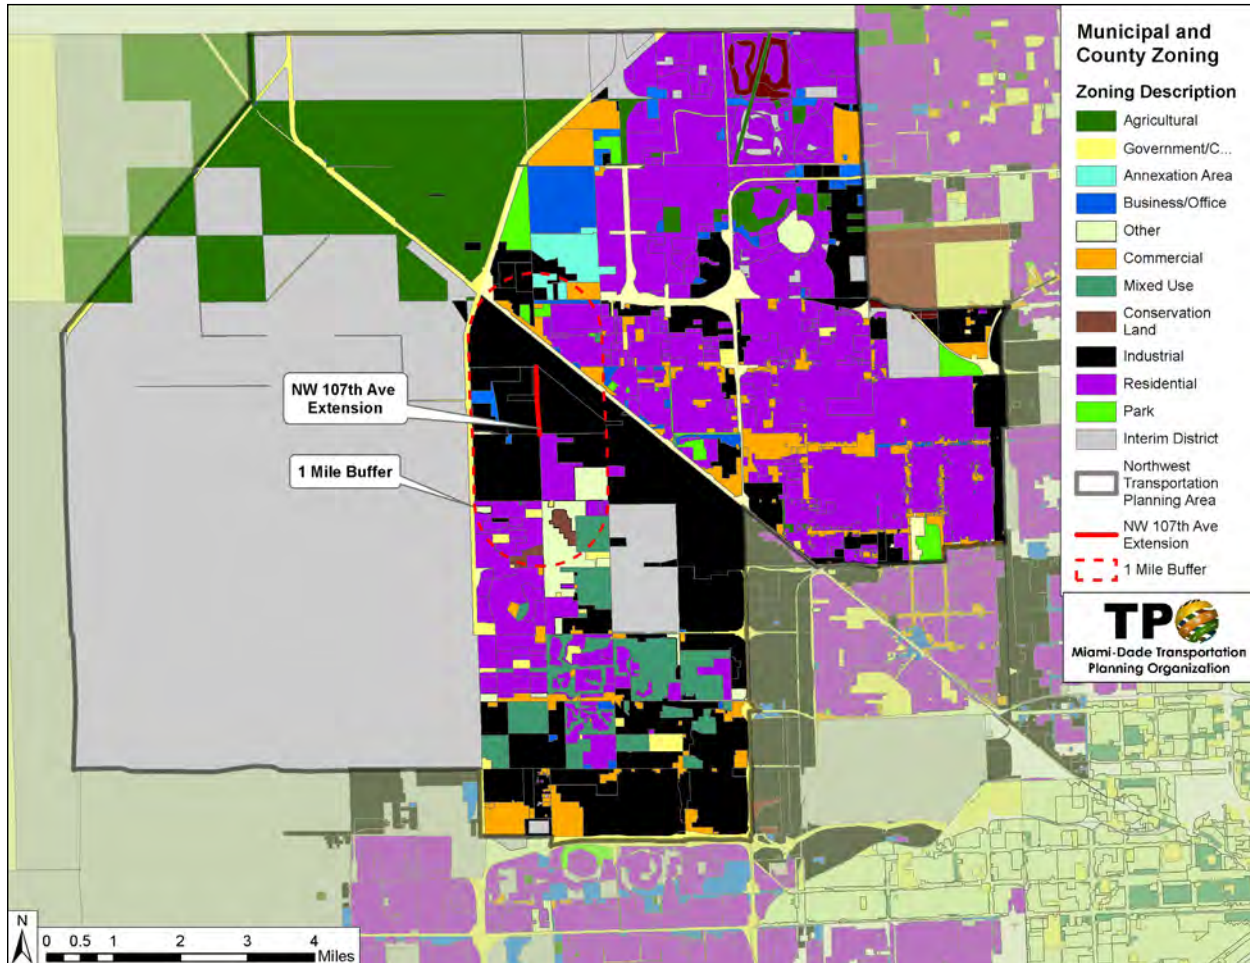 Municipal and
County Zoning
Zoning Description
Agricultural
Government/C...
Annexation Area
Business/Office
Other
Commercial
Mixed Use
Conservation
Land
Industrial
Residential
Park
Interim District
Northwest
Transportation
Planning Area
NW 107th Ave
Extension
1 Mile Buffer
TPO
Miami-Dade Transportation
Planning Organization
NW 107th Ave
Extension
1 Mile Buffer
N
0 0.5 1 2 3 4
Miles